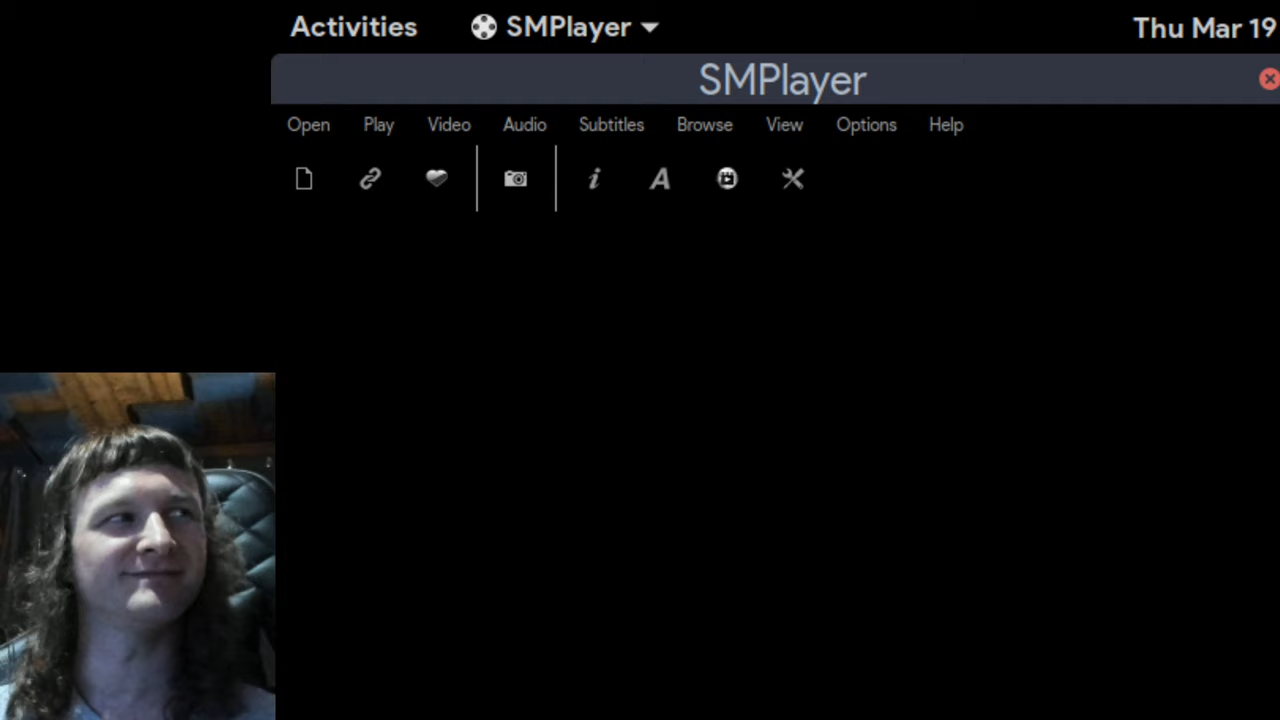 Activities SMPlayer Thu Mar 19
SMPlayer
Open Play Video Audio Subtitles Browse View Options Help